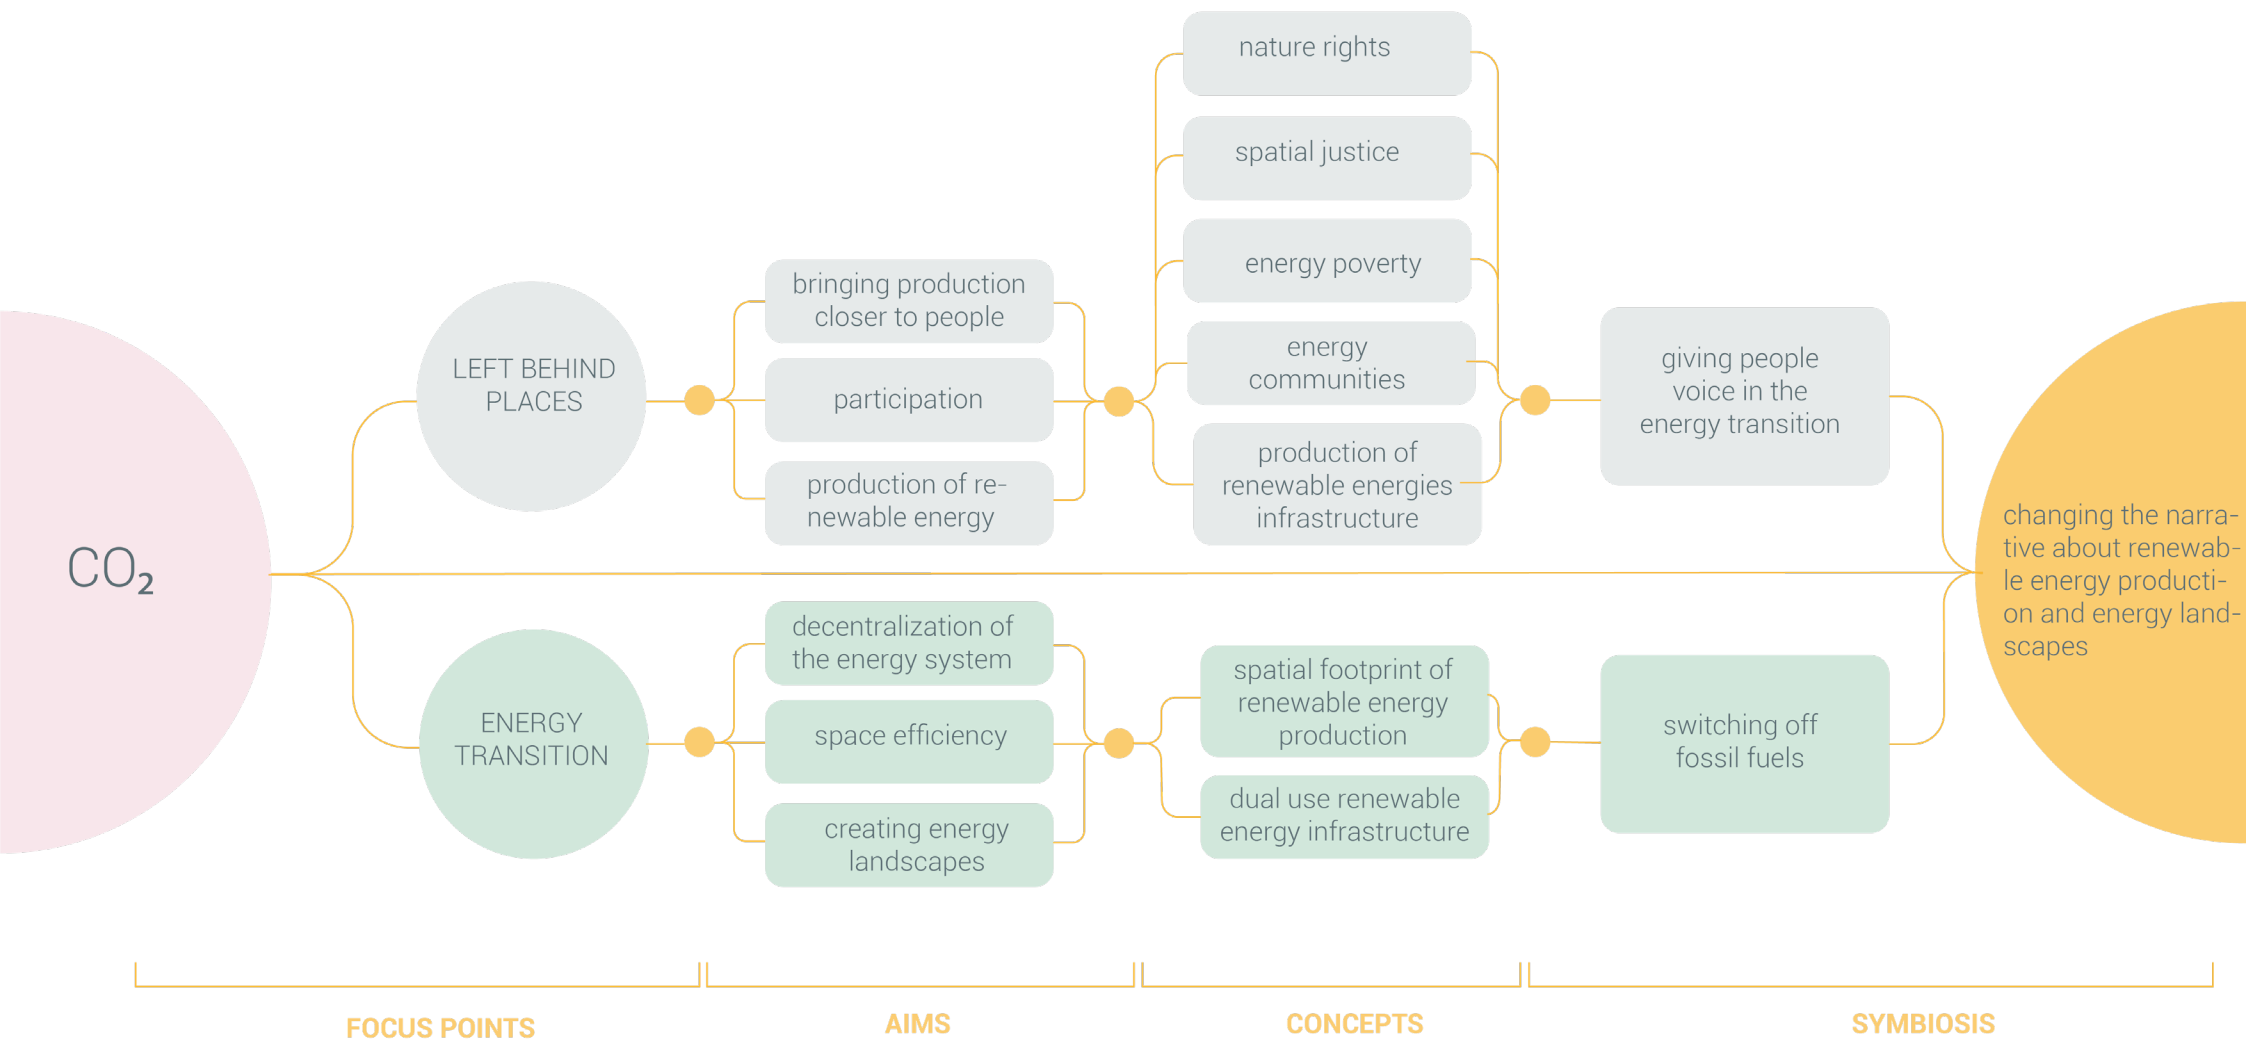 CO₂
LEFT BEHIND
PLACES
ENERGY
TRANSITION
bringing production
closer to people
participation
production of re-
newable energy
decentralization of
the energy system
space efficiency
creating energy
landscapes
nature rights
spatial justice
energy poverty
energy
communities
production of
renewable energies
infrastructure
spatial footprint of
renewable energy
production
dual use renewable
energy infrastructure
giving people
voice in the
energy transition
switching off
fossil fuels
changing the narra-
tive about renewab-
le energy producti-
on and energy land-
scapes
FOCUS POINTS
AIMS
CONCEPTS
SYMBIOSIS